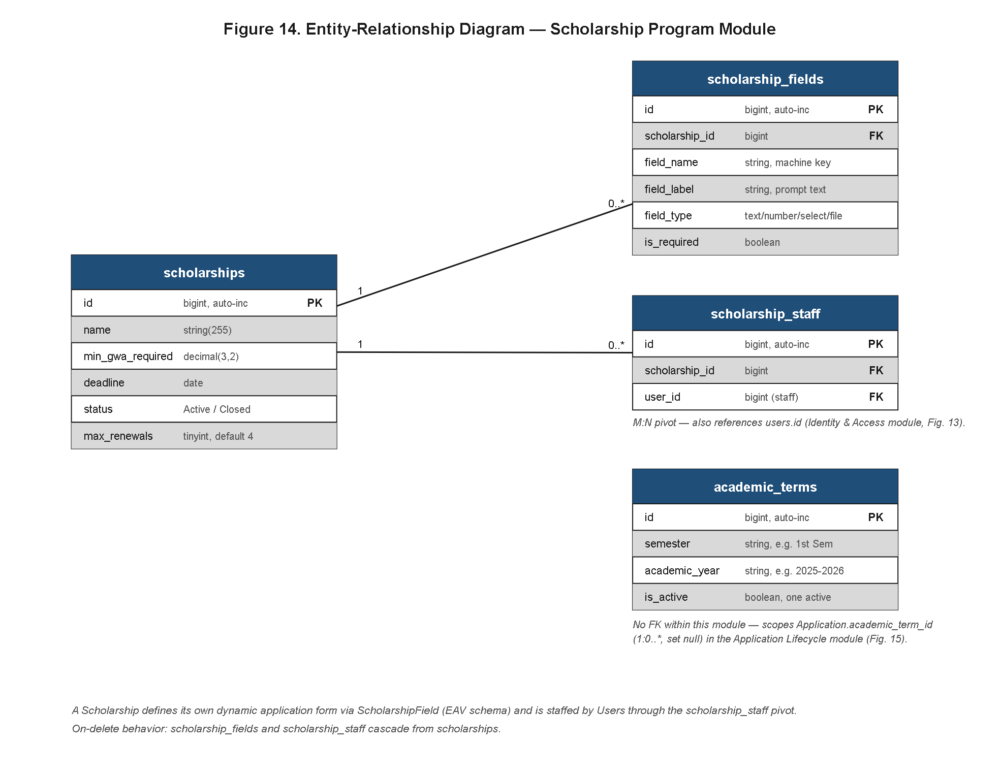 Figure 14. Entity-Relationship Diagram — Scholarship Program Module
scholarship_fields
id bigint, auto-inc PK
scholarship_id bigint FK
field_name string, machine key
field_label string, prompt text
field_type text/number/select/file
is_required boolean
0..*
1
scholarships
id bigint, auto-inc PK
name string(255)
min_gwa_required decimal(3,2)
deadline date
status Active / Closed
max_renewals tinyint, default 4
1
0..*
scholarship_staff
id bigint, auto-inc PK
scholarship_id bigint FK
user_id bigint (staff) FK
M:N pivot — also references users.id (Identity & Access module, Fig. 13).
academic_terms
id bigint, auto-inc PK
semester string, e.g. 1st Sem
academic_year string, e.g. 2025-2026
is_active boolean, one active
No FK within this module — scopes Application.academic_term_id
(1:0..*, set null) in the Application Lifecycle module (Fig. 15).
A Scholarship defines its own dynamic application form via ScholarshipField (EAV schema) and is staffed by Users through the scholarship_staff pivot.
On-delete behavior: scholarship_fields and scholarship_staff cascade from scholarships.